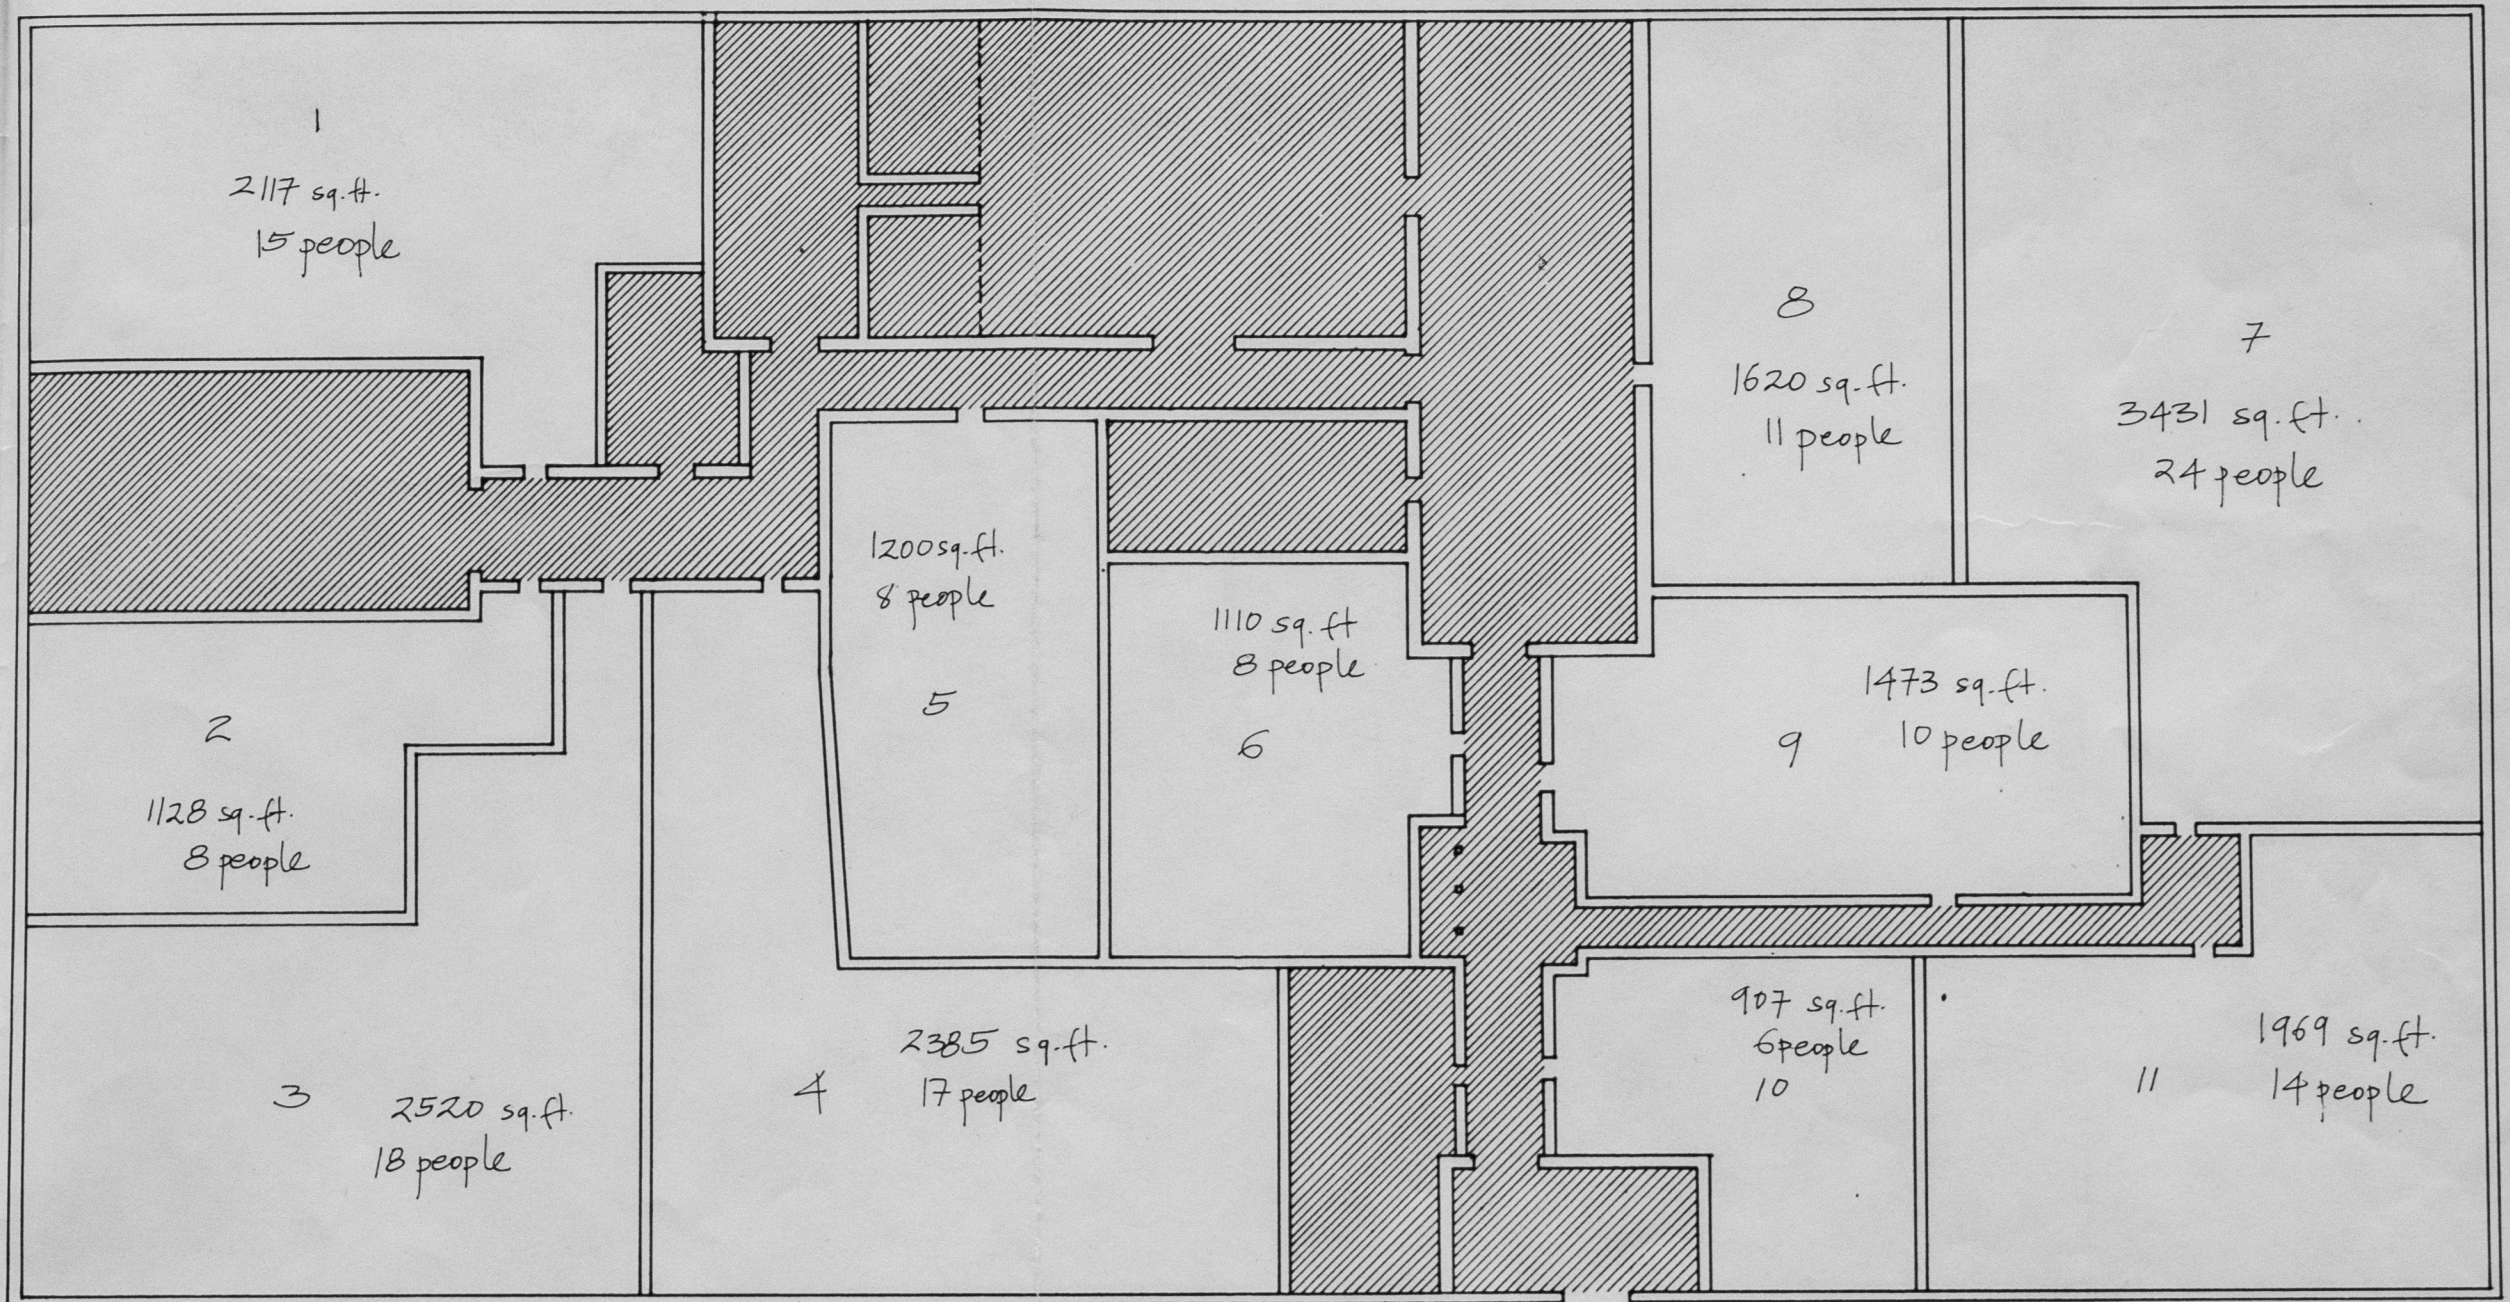 1
2117 sq.ft.
15 people
2
1128 sq.ft.
8 people
3
2520 sq.ft.
18 people
4
2385 sq.ft.
17 people
1200 sq.ft.
8 people
5
1110 sq.ft
8 people
6
7
3431 sq.ft.
24 people
8
1620 sq.ft.
11 people
1473 sq.ft.
10 people
9
907 sq.ft.
6 people
10
1969 sq.ft.
14 people
11